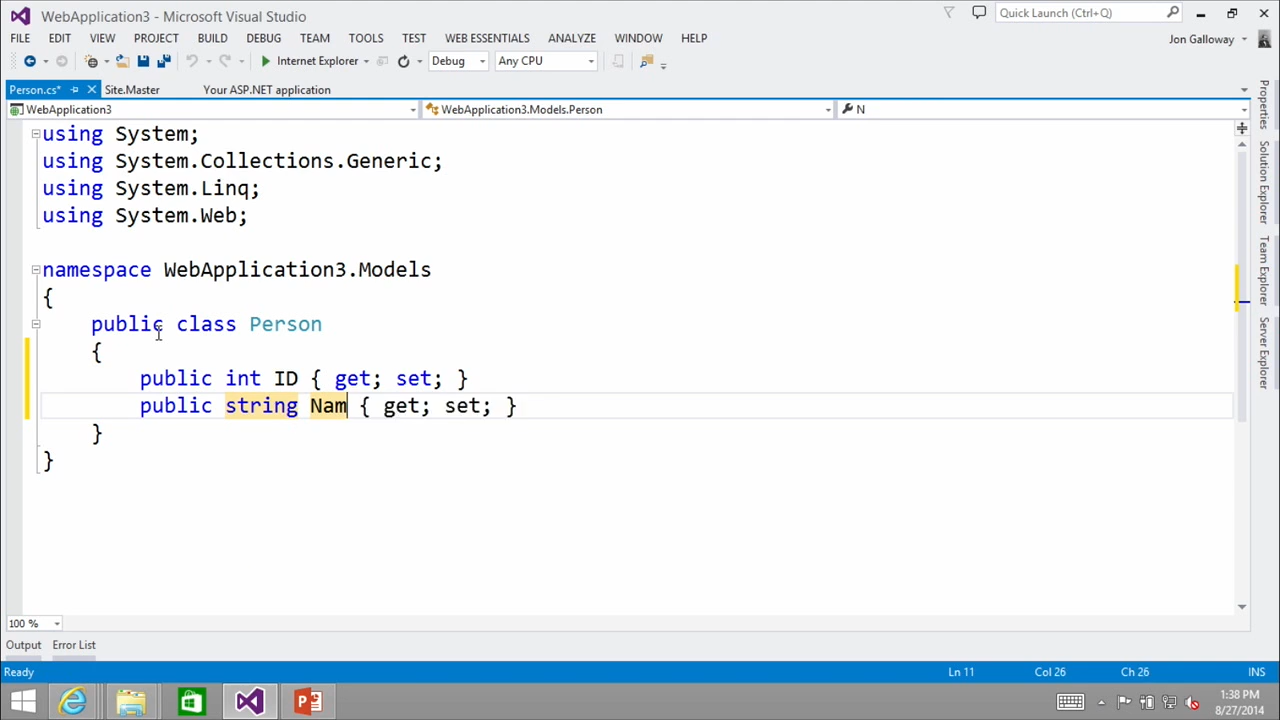 WebApplication3 - Microsoft Visual Studio
Quick Launch (Ctrl+Q)
FILE EDIT VIEW PROJECT BUILD DEBUG TEAM TOOLS TEST WEB ESSENTIALS ANALYZE WINDOW HELP
Jon Galloway
Internet Explorer Debug Any CPU
Person.cs* Site.Master Your ASP.NET application
WebApplication3 WebApplication3.Models.Person N
using System;
using System.Collections.Generic;
using System.Linq;
using System.Web;
namespace WebApplication3.Models
{
public class Person
{
public int ID { get; set; }
public string Nam { get; set; }
}
}
Properties
Solution Explorer
Team Explorer
Server Explorer
100 %
Output Error List
Ready Ln 11 Col 26 Ch 26 INS
1:38 PM
8/27/2014